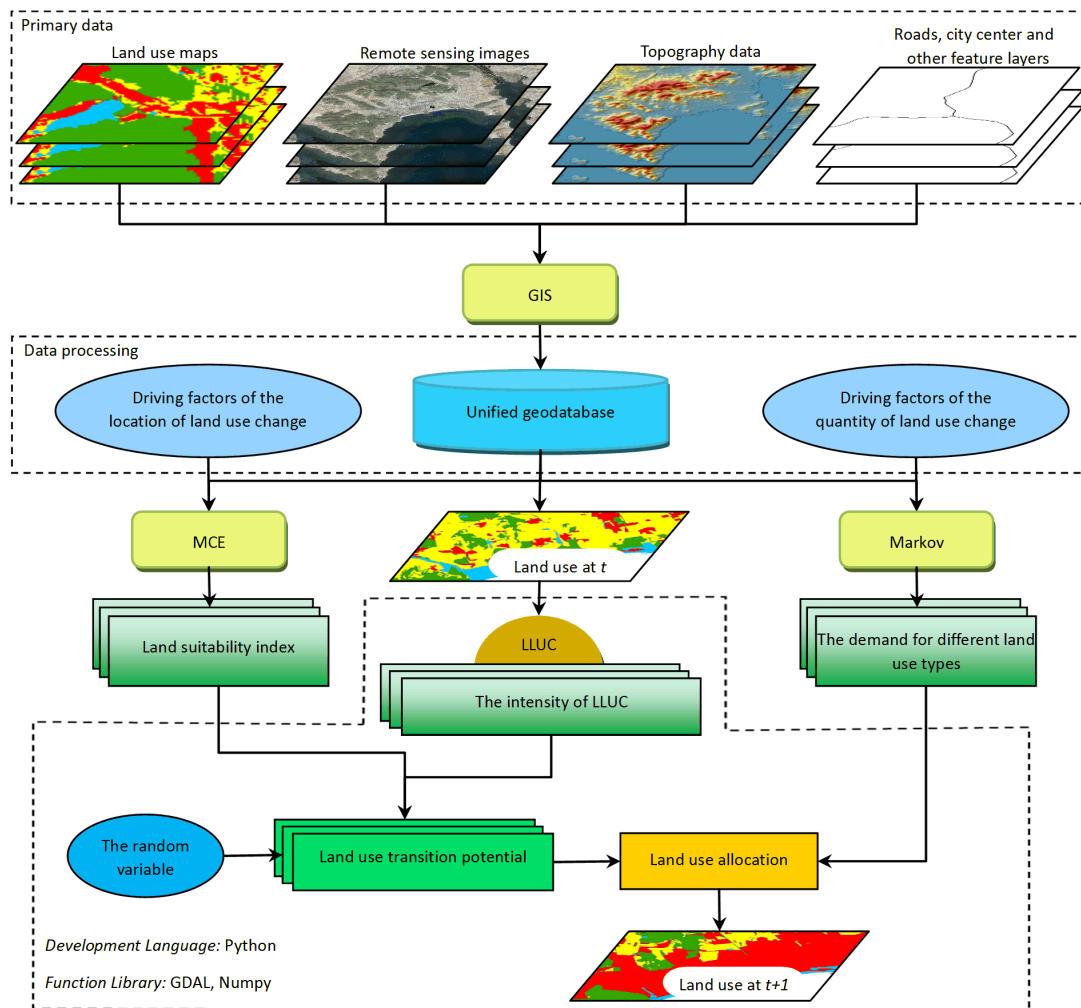 Primary data
Land use maps
Remote sensing images
Topography data
Roads, city center and
other feature layers
GIS
Data processing
Driving factors of the
location of land use change
Unified geodatabase
Driving factors of the
quantity of land use change
MCE
Land use at t
Markov
Land suitability index
LLUC
The intensity of LLUC
The demand for different land
use types
The random
variable
Land use transition potential
Land use allocation
Development Language: Python
Function Library: GDAL, Numpy
Land use at t+1